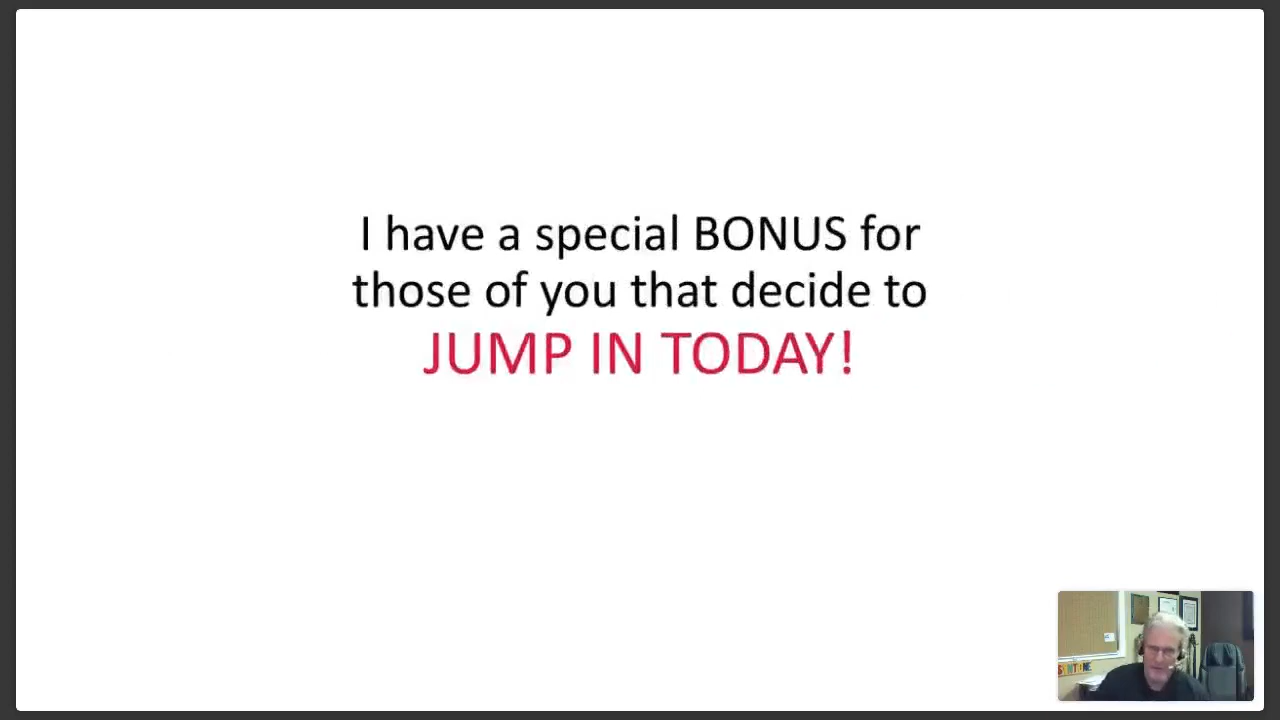 I have a special BONUS for
those of you that decide to
JUMP IN TODAY!